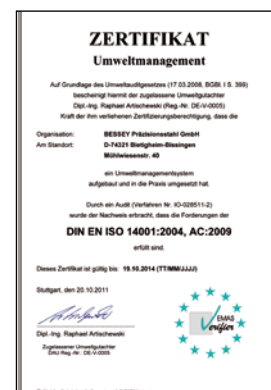 ZERTIFIKAT
Umweltmanagement
Auf Grundlage des Umweltauditgesetzes (17.03.2008, BGBl. I S. 399)
bescheinigt hiermit der zugelassene Umweltgutachter
Dipl.-Ing. Raphael Artischewski (Reg.-Nr. DE-V-0005)
Kraft der ihm verliehenen Zertifizierungsberechtigung, dass die
Organisation: BESSEY Präzisionsstahl GmbH
Am Standort: D-74321 Bietigheim-Bissingen
Mühlwiesenstr. 40
ein Umweltmanagementsystem
aufgebaut und in die Praxis umgesetzt hat.
Durch ein Audit (Verfahren Nr. IO-028511-2)
wurde der Nachweis erbracht, dass die Forderungen der
DIN EN ISO 14001:2004, AC:2009
erfüllt sind.
Dieses Zertifikat ist gültig bis: 19.10.2014 (TT/MM/JJJJ)
Stuttgart, den 20.10.2011
Dipl.-Ing. Raphael Artischewski
Zugelassener Umweltgutachter
DAU Reg.-Nr.: DE-V-0005
EMAS
Verifier